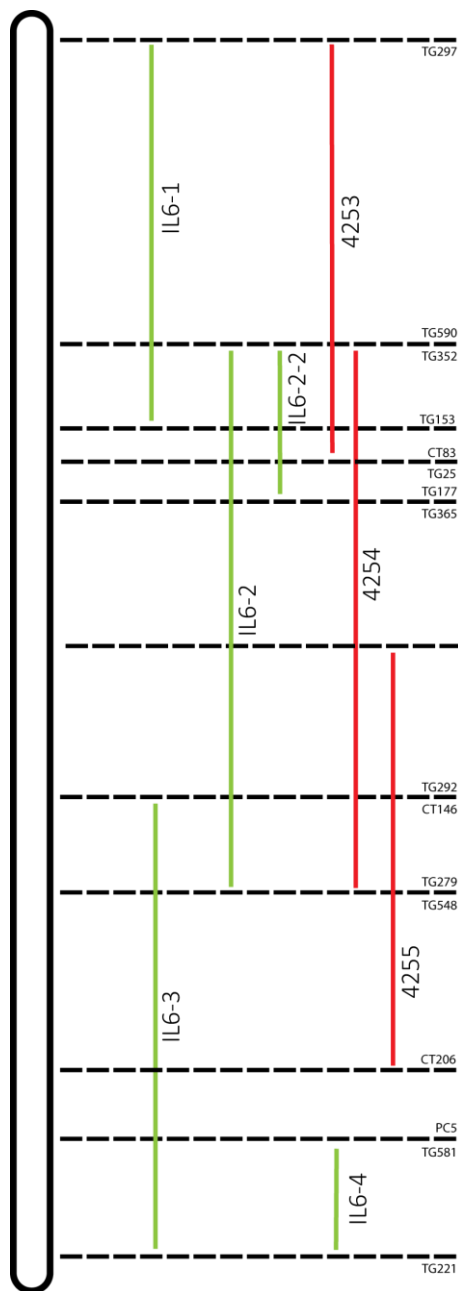 TG297
IL6-1
4253
TG590
TG352
IL6-2-2
TG153
CT83
TG25
TG177
TG365
4254
IL6-2
TG292
CT146
TG279
TG548
4255
IL6-3
CT206
PC5
TG581
IL6-4
TG221